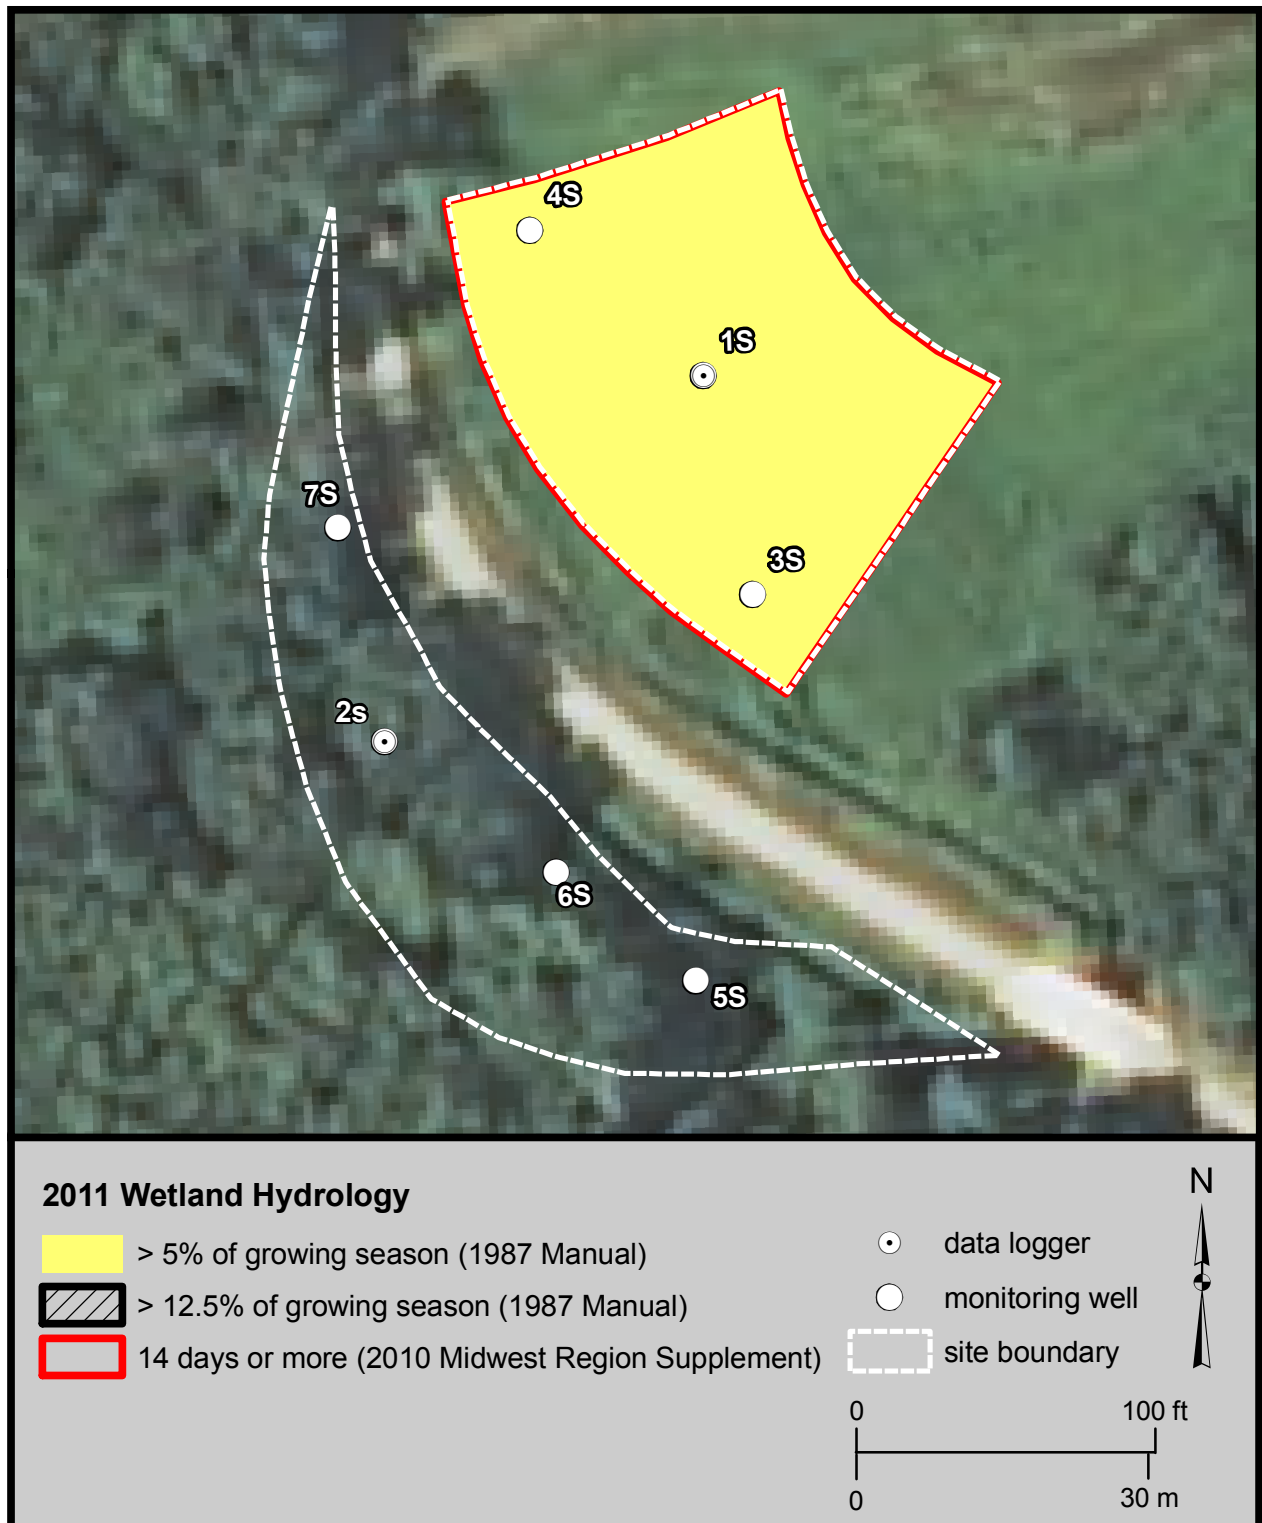 4S
1S
7S
3S
2s
6S
5S
2011 Wetland Hydrology
N
> 5% of growing season (1987 Manual)
data logger
> 12.5% of growing season (1987 Manual)
monitoring well
14 days or more (2010 Midwest Region Supplement)
site boundary
0 100 ft
0 30 m